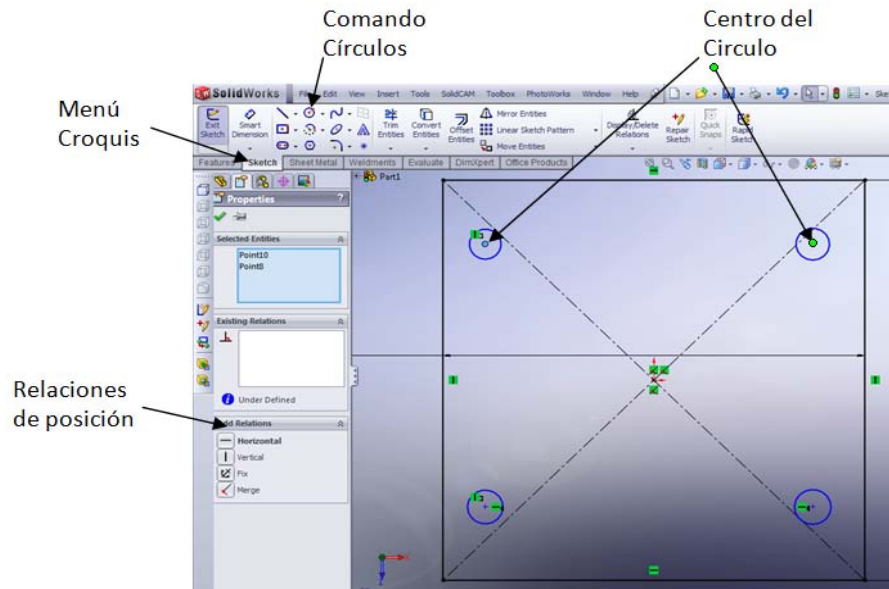 Comando
Círculos
Centro del
Circulo
Menú
Croquis
SolidWorks
Edit View Insert Tools SolidCAM Toolbox PhotoWorks Window Help
Exit Sketch
Smart Dimension
Trim Entities
Convert Entities
Offset Entities
Mirror Entities
Linear Sketch Pattern
Move Entities
Display/Delete Relations
Repair Sketch
Quick Snaps
Rapid Sketch
Features Sketch Sheet Metal Weldments Evaluate DimXpert Office Products
Part1
Properties ?
Selected Entities
Point10
Point8
Existing Relations
Under Defined
Relaciones
de posición
Add Relations
Horizontal
Vertical
Fix
Merge